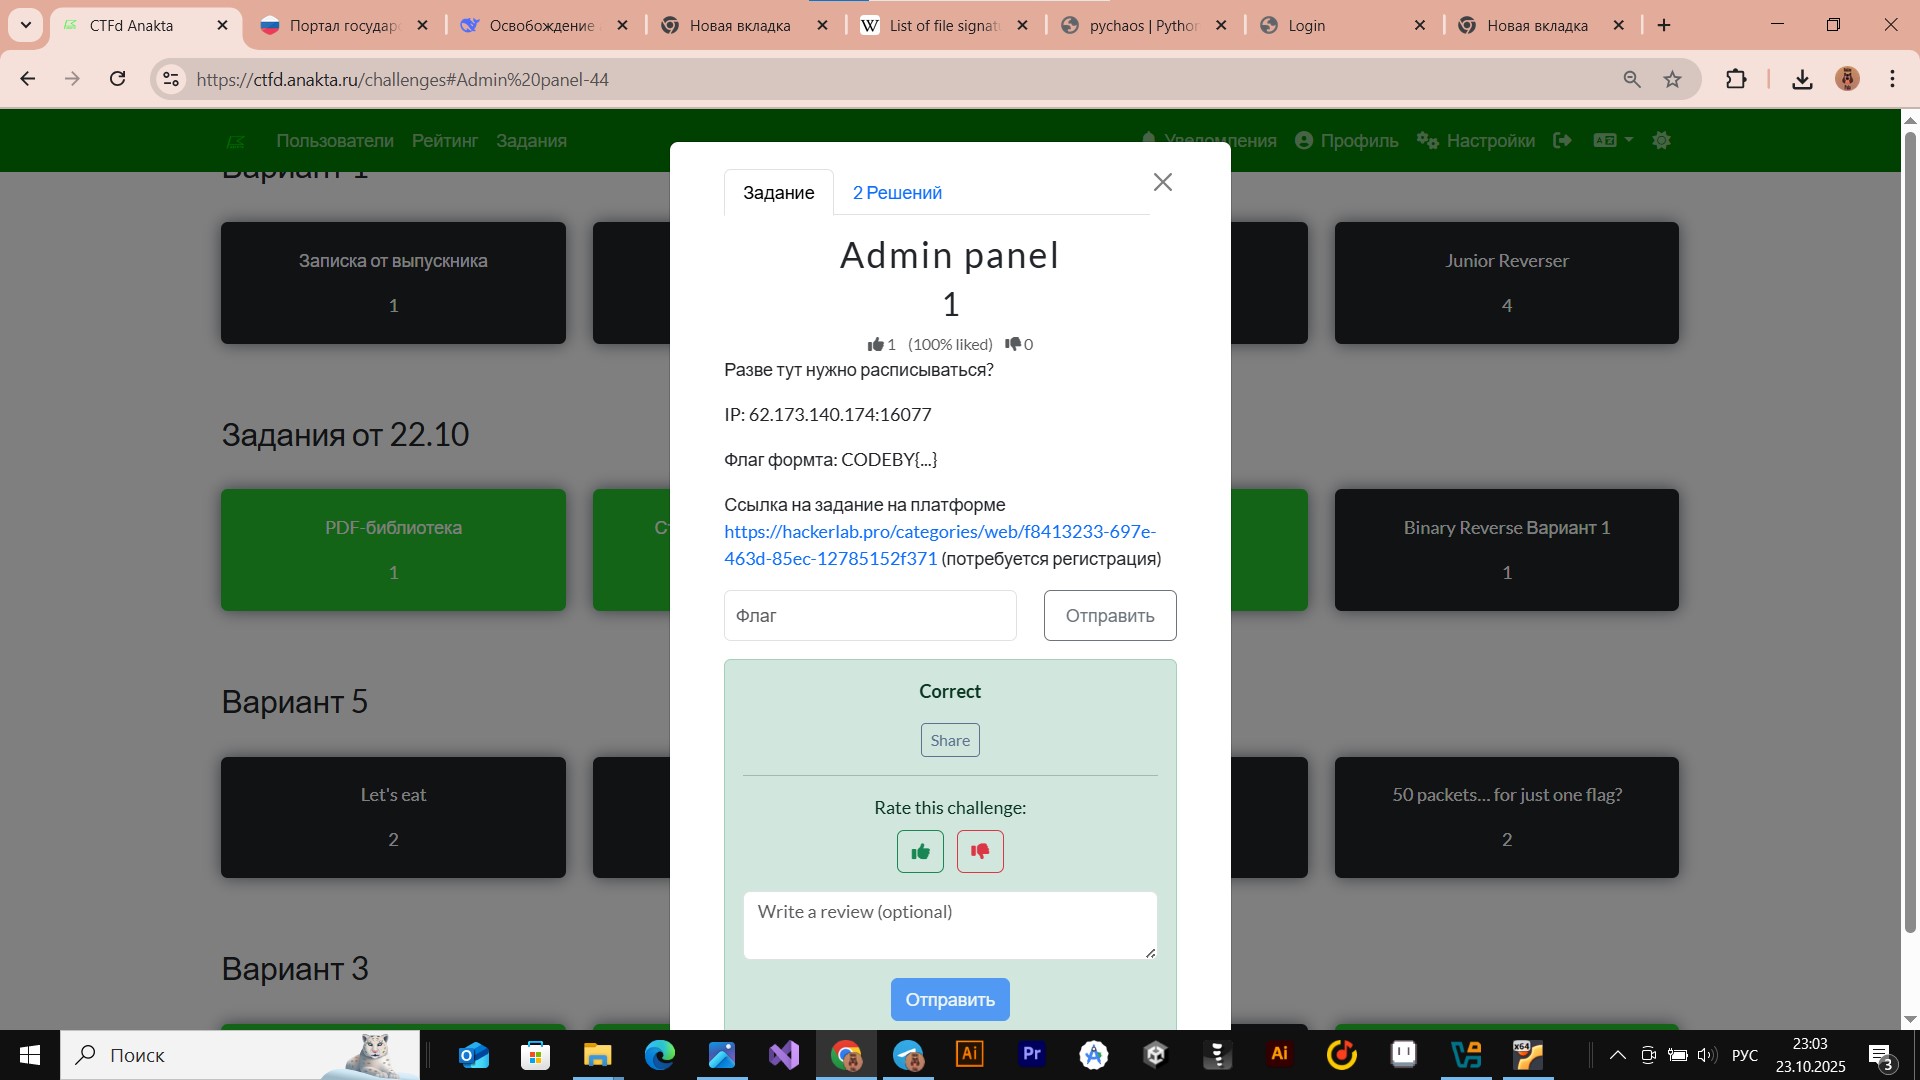 CTFd Anakta
Портал государс
Освобождение
Новая вкладка
List of file signatu
pychaos | Python
Login
Новая вкладка
https://ctfd.anakta.ru/challenges#Admin%20panel-44
Пользователи
Рейтинг
Задания
Уведомления
Профиль
Настройки
Вариант 1
Записка от выпускника
1
Junior Reverser
4
Задания от 22.10
PDF-библиотека
1
Binary Reverse Вариант 1
1
Вариант 5
Let's eat
2
50 packets… for just one flag?
2
Вариант 3
Задание
2 Решений
Admin panel
1
1 (100% liked) 0
Разве тут нужно расписываться?
IP: 62.173.140.174:16077
Флаг формта: CODEBY{...}
Ссылка на задание на платформе
https://hackerlab.pro/categories/web/f8413233-697e-
463d-85ec-12785152f371 (потребуется регистрация)
Флаг
Отправить
Correct
Share
Rate this challenge:
Write a review (optional)
Отправить
Поиск
РУС
23:03
23.10.2025
3